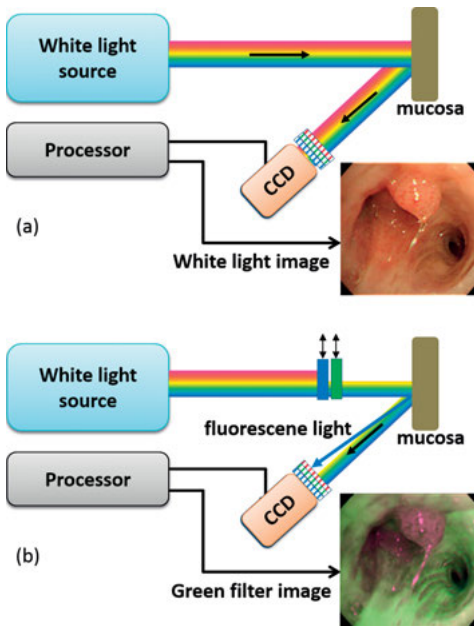 White light
source
mucosa
Processor
CCD
(a)
White light image
White light
source
fluorescene light
mucosa
Processor
CCD
(b)
Green filter image